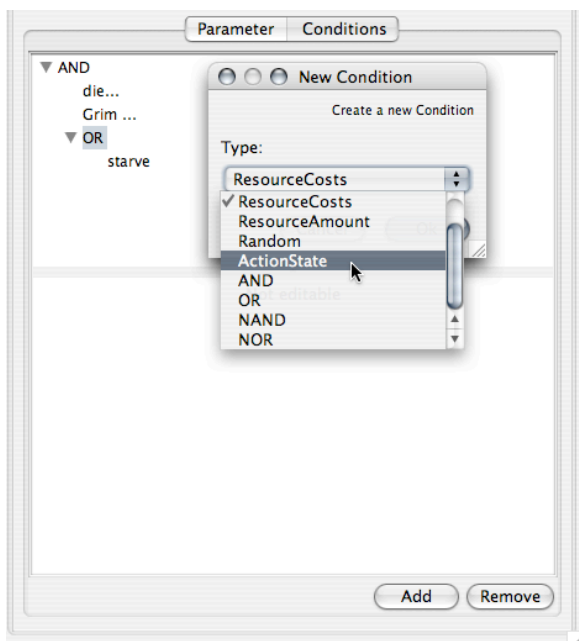 Parameter Conditions
AND
die...
Grim ...
OR
starve
New Condition
Create a new Condition
Type:
ResourceCosts
✓ ResourceCosts
ResourceAmount
Random
ActionState
AND
OR
NAND
NOR
editable
Add Remove